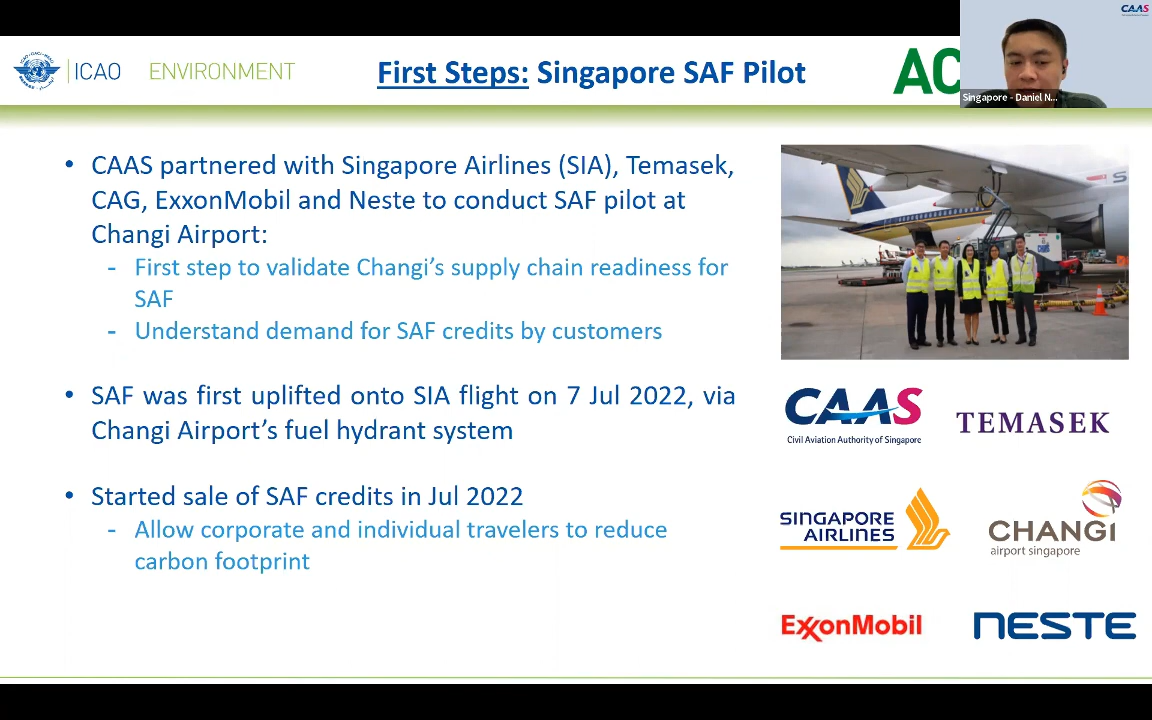 CAAS
ICAO
ENVIRONMENT
First Steps: Singapore SAF Pilot
AC
Singapore - Daniel N...
• CAAS partnered with Singapore Airlines (SIA), Temasek,
CAG, ExxonMobil and Neste to conduct SAF pilot at
Changi Airport:
- First step to validate Changi’s supply chain readiness for
SAF
- Understand demand for SAF credits by customers
• SAF was first uplifted onto SIA flight on 7 Jul 2022, via
Changi Airport’s fuel hydrant system
• Started sale of SAF credits in Jul 2022
- Allow corporate and individual travelers to reduce
carbon footprint
CAAS
Civil Aviation Authority of Singapore
TEMASEK
SINGAPORE
AIRLINES
CHANGI
airport singapore
ExxonMobil
NESTE